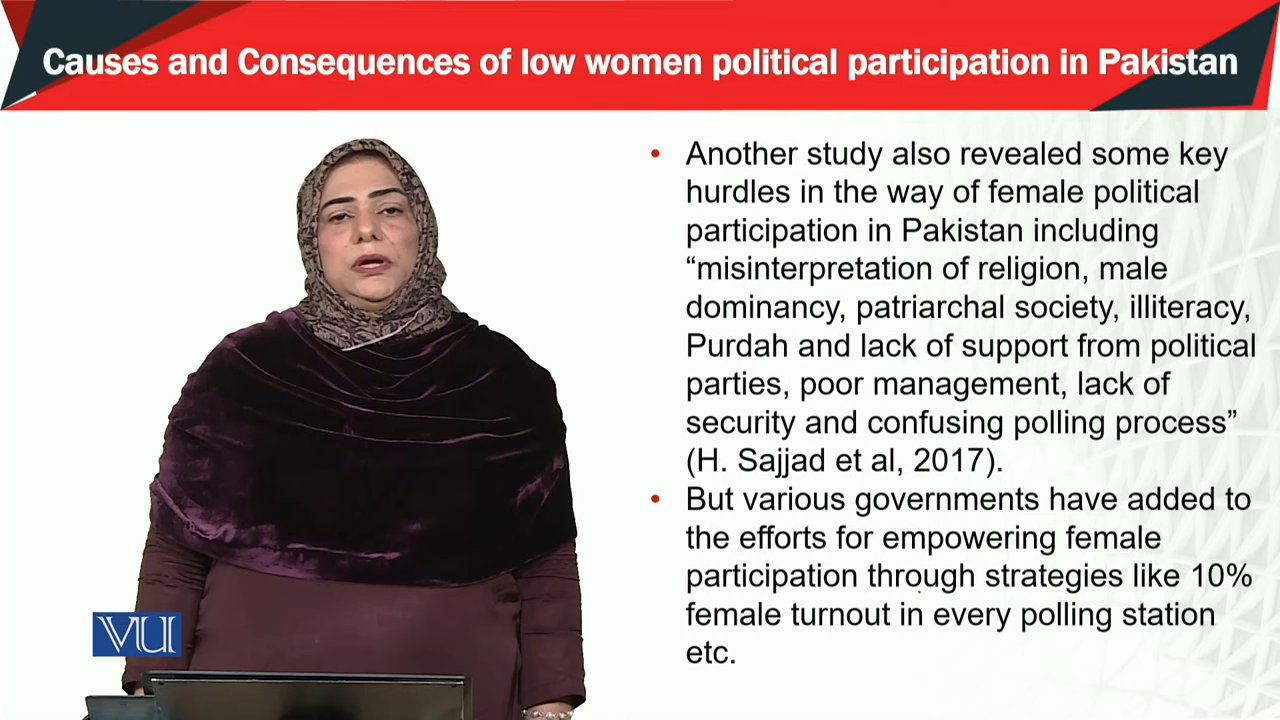 Causes and Consequences of low women political participation in Pakistan
• Another study also revealed some key
hurdles in the way of female political
participation in Pakistan including
“misinterpretation of religion, male
dominancy, patriarchal society, illiteracy,
Purdah and lack of support from political
parties, poor management, lack of
security and confusing polling process”
(H. Sajjad et al, 2017).
• But various governments have added to
the efforts for empowering female
participation through strategies like 10%
female turnout in every polling station
etc.
VU